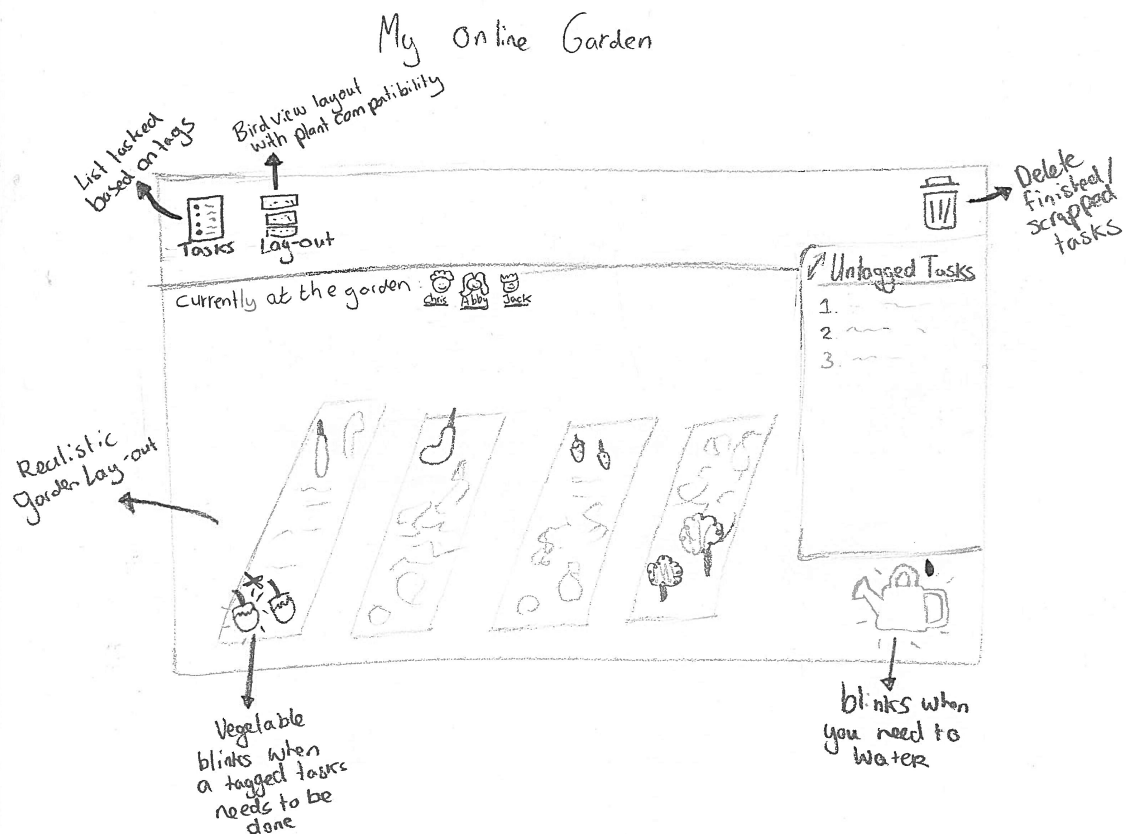 My Online Garden
Bird view layout
with plant compatibility
List tasked
based on tags
Delete
finished/
scrapped
tasks
Tasks
Lay-out
Untagged Tasks
1.
2
3.
Currently at the garden :
Chris
Abby
Jack
Realistic
Garden Lay-out
Vegetable
blinks when
a tagged tasks
needs to be
done
blinks when
you need to
water